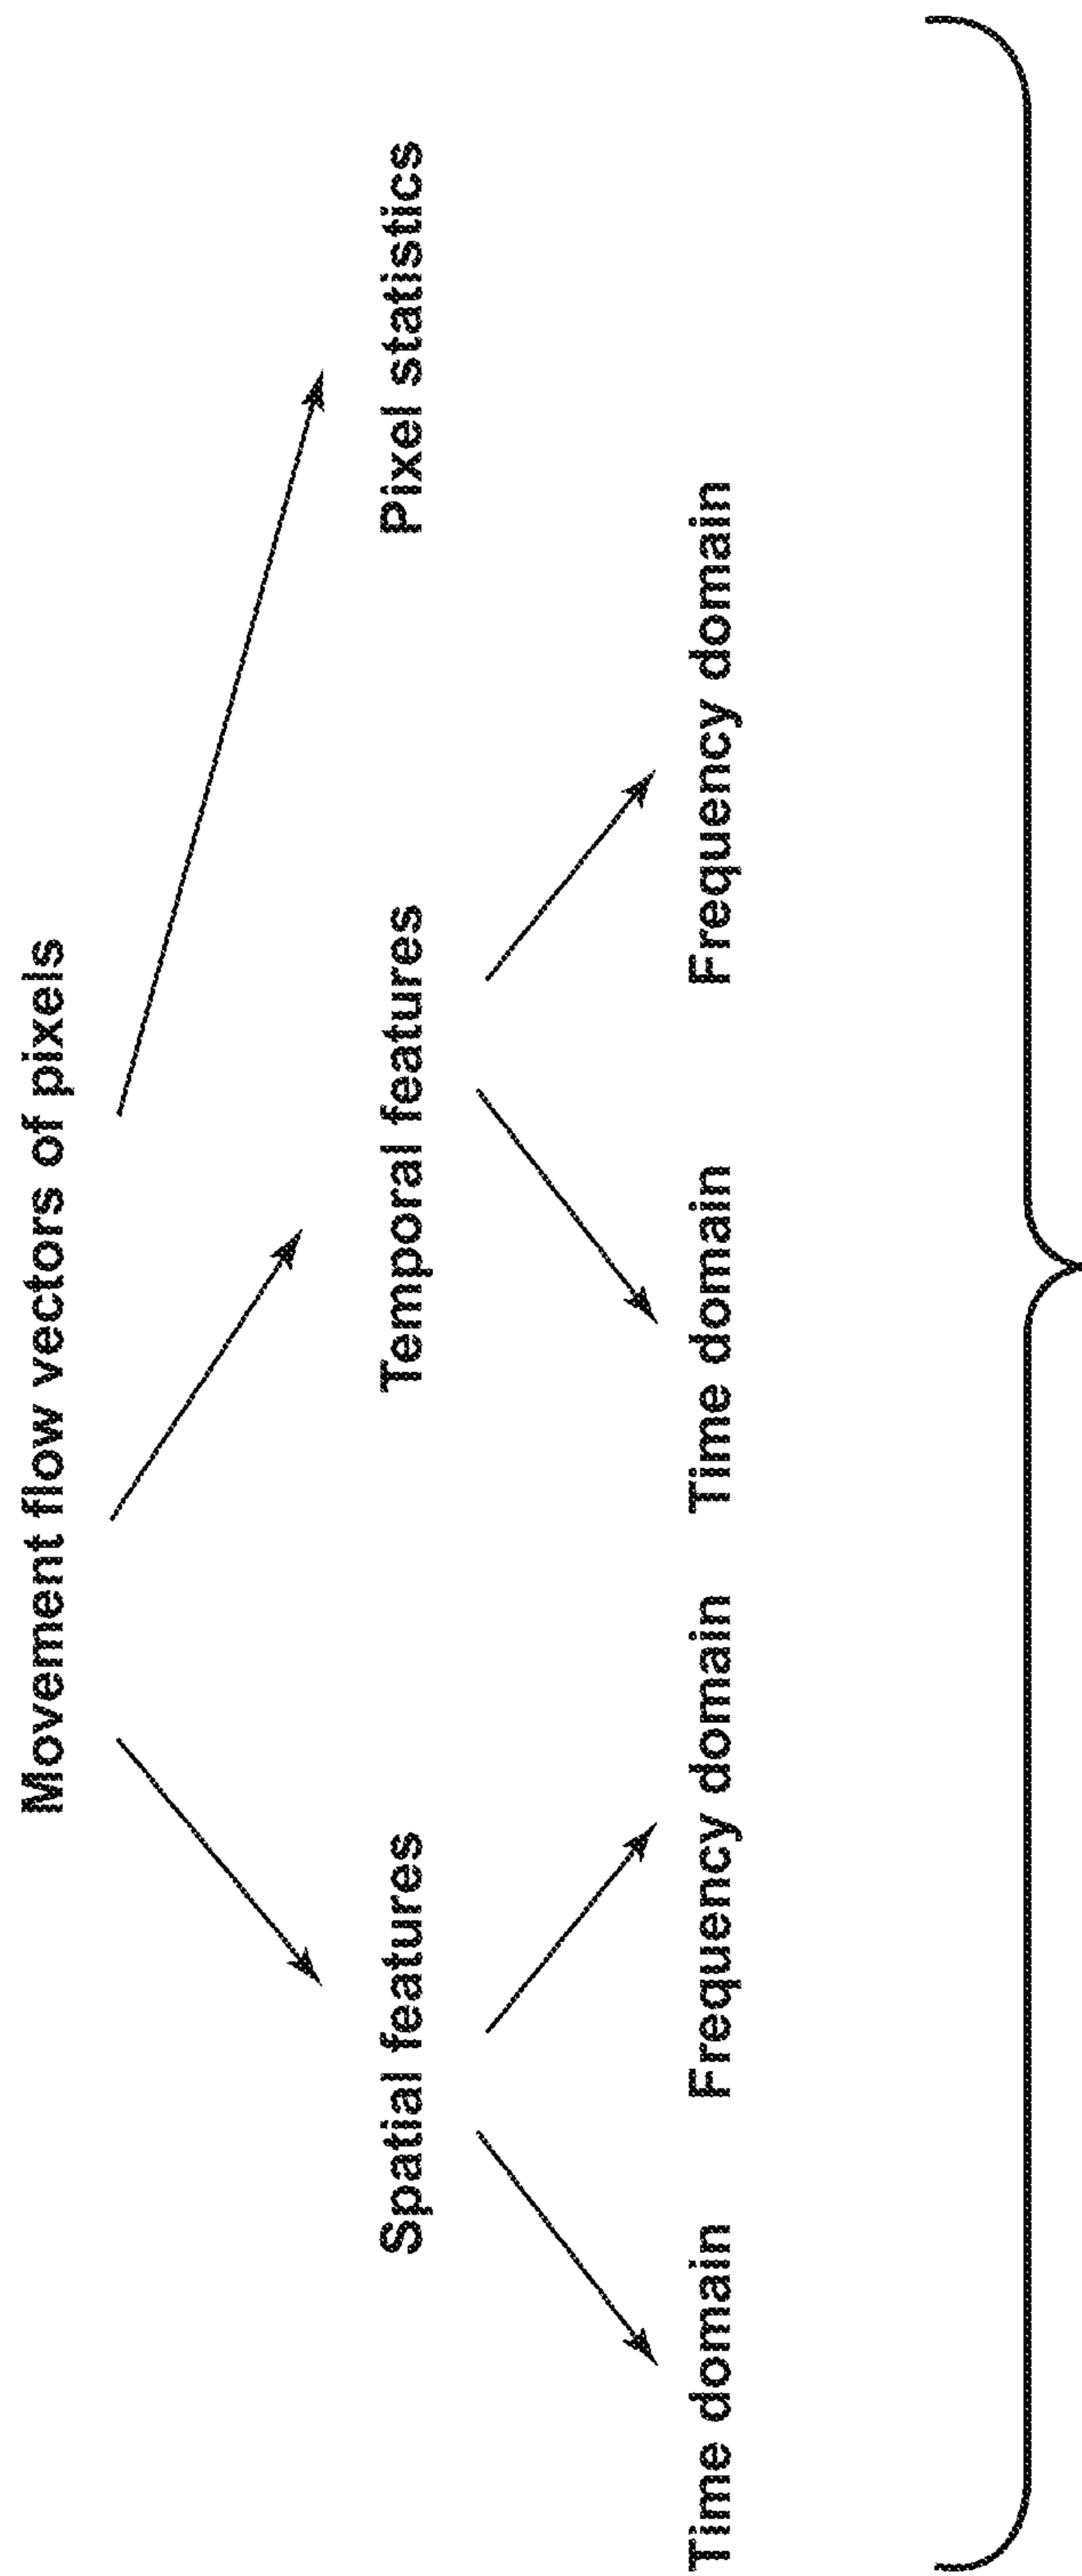 Movement flow vectors of pixels
Spatial features
Temporal features
Pixel statistics
Time domain
Frequency domain
Time domain
Frequency domain